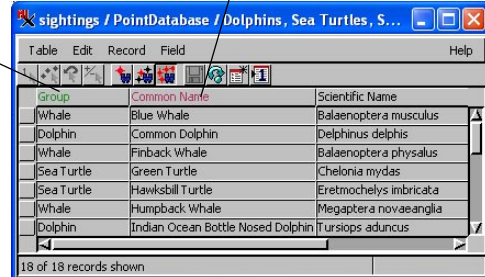 sightings / PointDatabase / Dolphins, Sea Turtles, S...
Table Edit Record Field Help
Group Common Name Scientific Name
Whale Blue Whale Balaenoptera musculus
Dolphin Common Dolphin Delphinus delphis
Whale Finback Whale Balaenoptera physalus
Sea Turtle Green Turtle Chelonia mydas
Sea Turtle Hawksbill Turtle Eretmochelys imbricata
Whale Humpback Whale Megaptera novaeanglia
Dolphin Indian Ocean Bottle Nosed Dolphin Tursiops aduncus
18 of 18 records shown